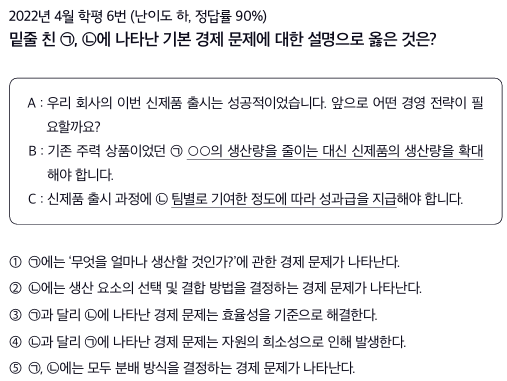 2022년 4월 학평 6번 (난이도 하, 정답률 90%)
밑줄 친 ㉠, ㉡에 나타난 기본 경제 문제에 대한 설명으로 옳은 것은?
A : 우리 회사의 이번 신제품 출시는 성공적이었습니다. 앞으로 어떤 경영 전략이 필
요할까요?
B : 기존 주력 상품이었던 ㉠ ○○의 생산량을 줄이는 대신 신제품의 생산량을 확대
해야 합니다.
C : 신제품 출시 과정에 ㉡ 팀별로 기여한 정도에 따라 성과급을 지급해야 합니다.
① ㉠에는 '무엇을 얼마나 생산할 것인가?'에 관한 경제 문제가 나타난다.
② ㉡에는 생산 요소의 선택 및 결합 방법을 결정하는 경제 문제가 나타난다.
③ ㉠과 달리 ㉡에 나타난 경제 문제는 효율성을 기준으로 해결한다.
④ ㉡과 달리 ㉠에 나타난 경제 문제는 자원의 희소성으로 인해 발생한다.
⑤ ㉠, ㉡에는 모두 분배 방식을 결정하는 경제 문제가 나타난다.